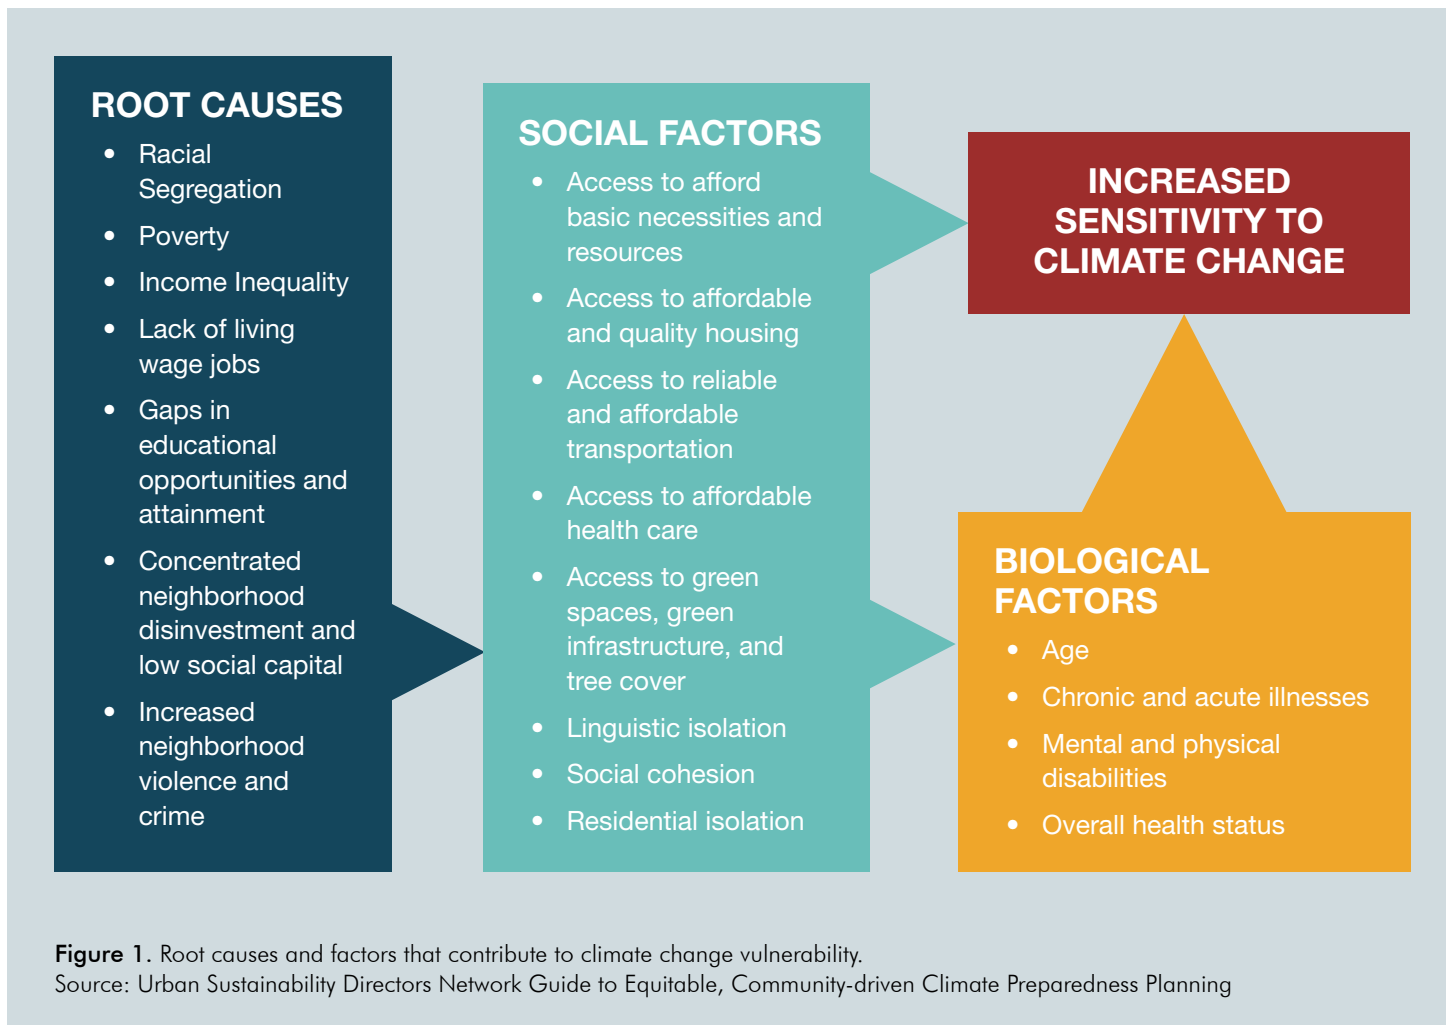 ROOT CAUSES
• Racial
Segregation
• Poverty
• Income Inequality
• Lack of living
wage jobs
• Gaps in
educational
opportunities and
attainment
• Concentrated
neighborhood
disinvestment and
low social capital
• Increased
neighborhood
violence and
crime
SOCIAL FACTORS
• Access to afford
basic necessities and
resources
• Access to affordable
and quality housing
• Access to reliable
and affordable
transportation
• Access to affordable
health care
• Access to green
spaces, green
infrastructure, and
tree cover
• Linguistic isolation
• Social cohesion
• Residential isolation
INCREASED
SENSITIVITY TO
CLIMATE CHANGE
BIOLOGICAL
FACTORS
• Age
• Chronic and acute illnesses
• Mental and physical
disabilities
• Overall health status
Figure 1. Root causes and factors that contribute to climate change vulnerability.
Source: Urban Sustainability Directors Network Guide to Equitable, Community-driven Climate Preparedness Planning